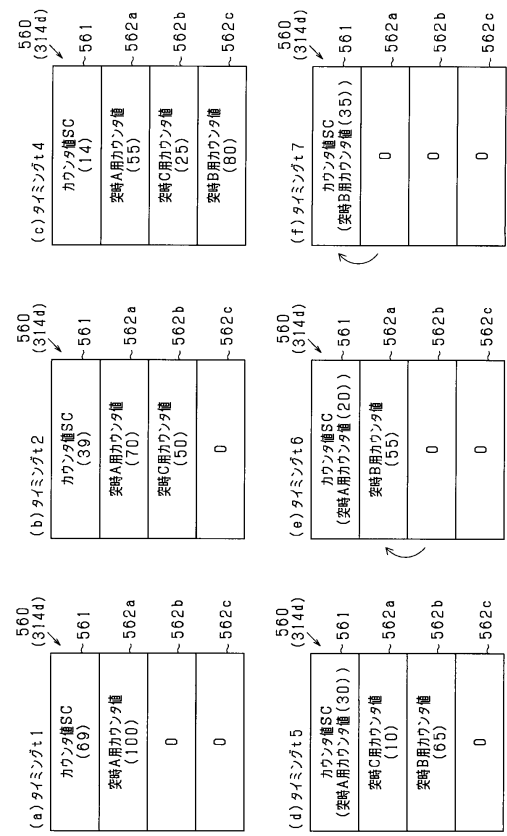 (a)タイミングt1
560
(314d)
カウンタ値SC
(69)
561
突時A用カウンタ値
(100)
562a
0
562b
0
562c
(b)タイミングt2
560
(314d)
カウンタ値SC
(39)
561
突時A用カウンタ値
(70)
562a
突時C用カウンタ値
(50)
562b
0
562c
(c)タイミングt4
560
(314d)
カウンタ値SC
(14)
561
突時A用カウンタ値
(55)
562a
突時C用カウンタ値
(25)
562b
突時B用カウンタ値
(80)
562c
(d)タイミングt5
560
(314d)
カウンタ値SC
(突時A用カウンタ値(30))
561
突時C用カウンタ値
(10)
562a
突時B用カウンタ値
(65)
562b
0
562c
(e)タイミングt6
560
(314d)
カウンタ値SC
(突時A用カウンタ値(20))
561
突時B用カウンタ値
(55)
562a
0
562b
0
562c
(f)タイミングt7
560
(314d)
カウンタ値SC
(突時B用カウンタ値(35))
561
0
562a
0
562b
0
562c